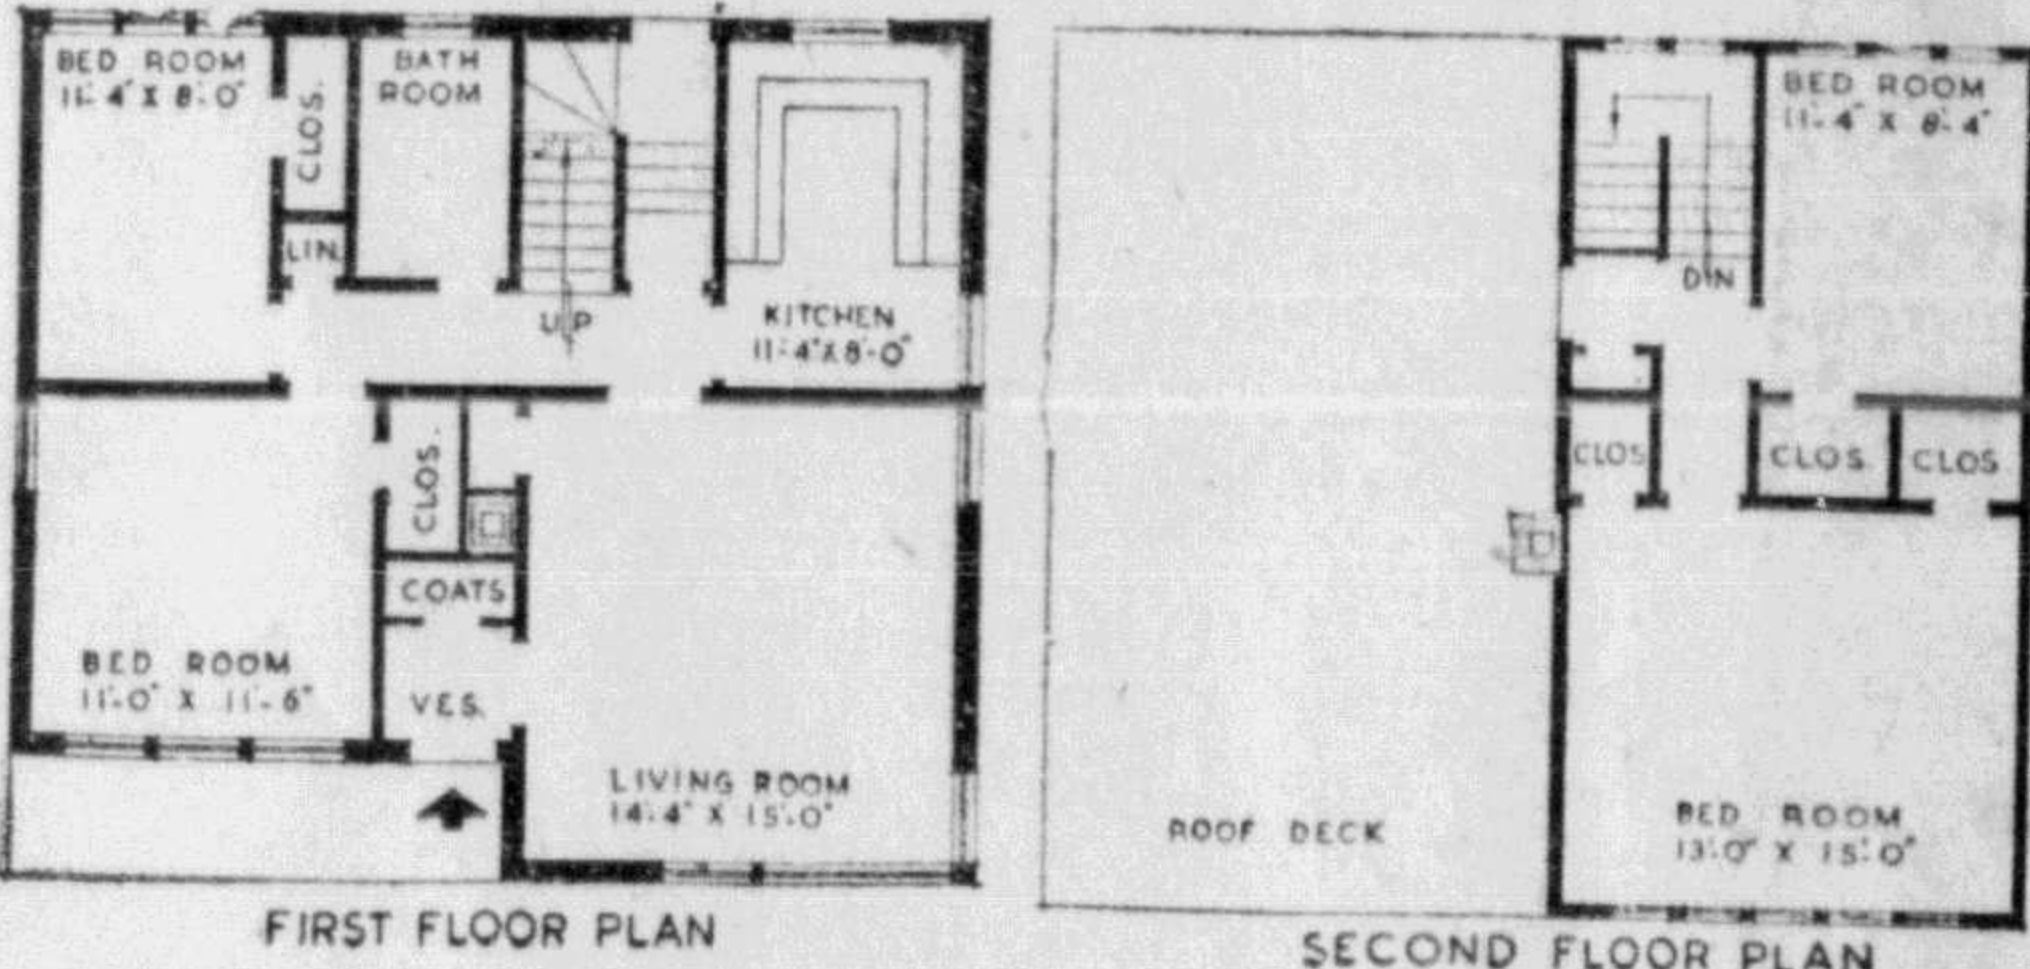 BED ROOM
11'-4" X 8'-0"
CLOS.
LIN.
BATH
ROOM
UP
KITCHEN
11'-4" X 8'-0"
CLOS.
COATS
BED ROOM
11'-0" X 11'-6"
VES.
LIVING ROOM
14'-4" X 15'-0"
FIRST FLOOR PLAN
BED ROOM
11'-4" X 8'-4"
DN
CLOS
CLOS.
CLOS.
ROOF DECK
BED ROOM
13'-0" X 15'-0"
SECOND FLOOR PLAN